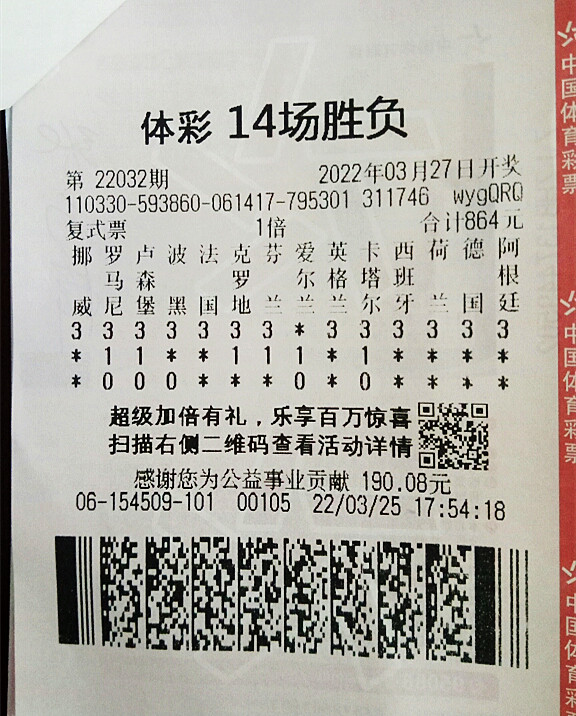 体彩 14场胜负
第 22032期 2022年03月27日开奖
110330-593860-061417-795301 311746 wygQRQ
复式票 1倍 合计864元
挪威 罗马尼 卢森堡 波黑 法国 克罗地 芬兰 爱尔兰 英格兰 卡塔尔 西班牙 荷兰 德国 阿根廷
3 3 3 3 3 3 3 * 3 3 3 3 3 3
* 1 1 * * 1 1 1 * 1 * * * *
* 0 0 0 * * * 0 * 0 * * * *
超级加倍有礼，乐享百万惊喜
扫描右侧二维码查看活动详情
感谢您为公益事业贡献 190.08元
06-154509-101 00105 22/03/25 17:54:18
中国体育彩票
中国体育彩票
中国体育彩票